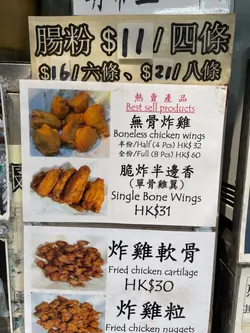 腸粉 $11/四條
$16/六條、$21/八條
熱賣產品
Best sell products
無骨炸雞
Boneless chicken wings
半份/Half (4 Pcs) HK$ 32
全份/Full (8 Pcs) HK$ 60
脆炸半邊香
(單骨雞翼)
Single Bone Wings
HK$31
炸雞軟骨
Fried chicken cartilage
HK$30
炸雞粒
Fried chicken nuggets